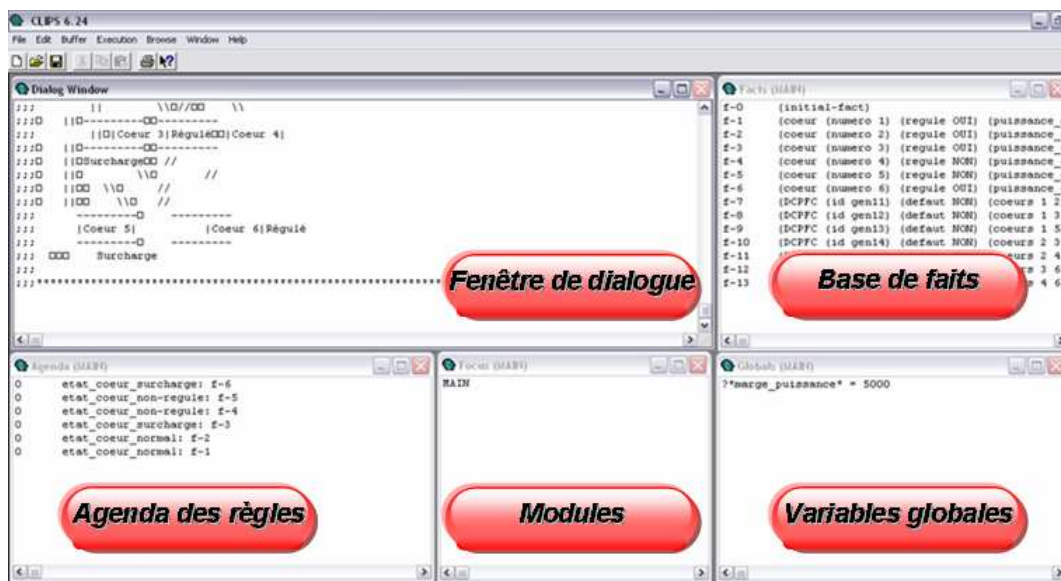 CLIPS 6.24
File Edit Buffer Execution Browse Window Help
Dialog Window
;;; || \\□//□□ \\
;;;□ ||□---------□□---------
;;; ||□|Coeur 3|Régulé□□|Coeur 4|
;;;□ ||□---------□□---------
;;;□ ||□Surcharge□□ //
;;;□ ||□ \\□ //
;;;□ ||□□ \\□ //
;;;□ ||□□ \\□ //
;;; ---------□ ---------
;;; |Coeur 5| |Coeur 6|Régulé
;;; ---------□ ---------
;;; □□□ Surcharge
;;;
Fenêtre de dialogue
Facts (MAIN)
f-0 (initial-fact)
f-1 (coeur (numero 1) (regule OUI) (puissance_
f-2 (coeur (numero 2) (regule OUI) (puissance_
f-3 (coeur (numero 3) (regule OUI) (puissance_
f-4 (coeur (numero 4) (regule NON) (puissance_
f-5 (coeur (numero 5) (regule NON) (puissance_
f-6 (coeur (numero 6) (regule OUI) (puissance_
f-7 (DCPFC (id gen11) (defaut NON) (coeurs 1 2
f-8 (DCPFC (id gen12) (defaut NON) (coeurs 1 3
f-9 (DCPFC (id gen13) (defaut NON) (coeurs 1 5
f-10 (DCPFC (id gen14) (defaut NON) (coeurs 2 3
f-11 2 4
f-12 3 6
f-13 4 6
Base de faits
Agenda (MAIN)
0 etat_coeur_surcharge: f-6
0 etat_coeur_non-regule: f-5
0 etat_coeur_non-regule: f-4
0 etat_coeur_surcharge: f-3
0 etat_coeur_normal: f-2
0 etat_coeur_normal: f-1
Agenda des règles
Focus (MAIN)
MAIN
Modules
Globals (MAIN)
?*marge_puissance* = 5000
Variables globales